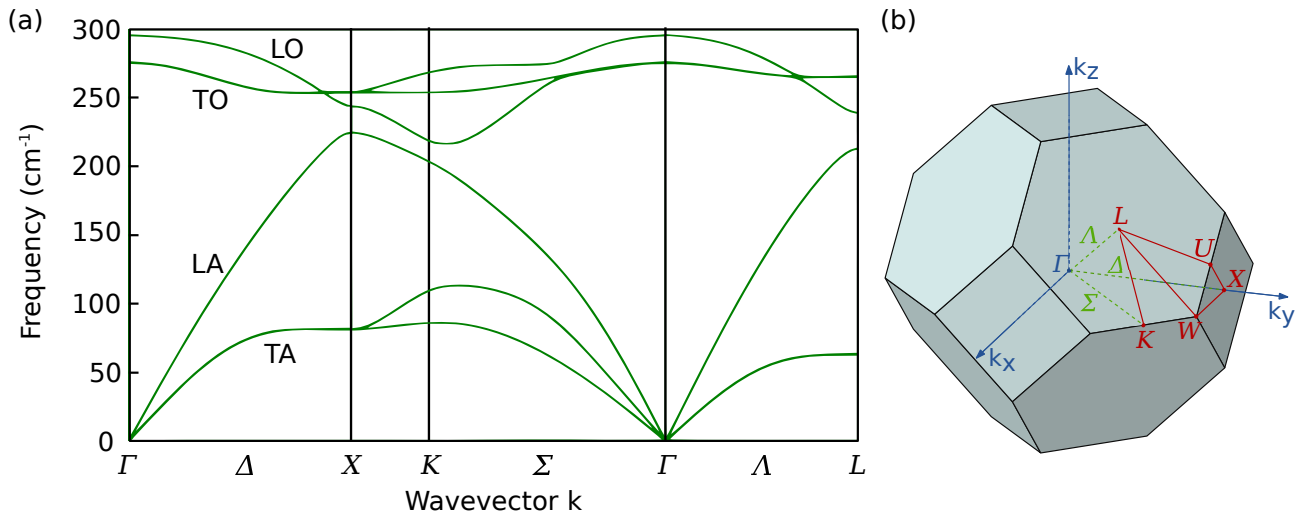 (a)
300
250
200
150
100
50
0
Frequency (cm-1)
LO
TO
LA
TA
Γ Δ X K Σ Γ Λ L
Wavevector k
(b)
kz
L
Λ
U
Γ
Δ
X
Σ
ky
W
K
kx